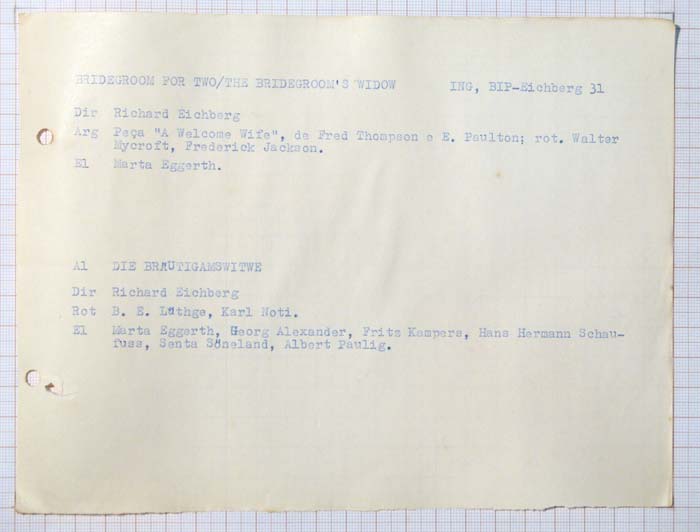 BRIDEGROOM FOR TWO/THE BRIDEGROOM'S WIDOW ING, BIP-Eichberg 31
Dir Richard Eichberg
Arg Peça "A Welcome Wife", de Fred Thompson e E. Paulton; rot. Walter
Mycroft, Frederick Jackson.
El Marta Eggerth.
Al DIE BRÄUTIGAMSWITWE
Dir Richard Eichberg
Rot B. E. Lüthge, Karl Noti.
El Marta Eggerth, Georg Alexander, Fritz Kampers, Hans Hermann Schau-
fuss, Senta Söneland, Albert Paulig.